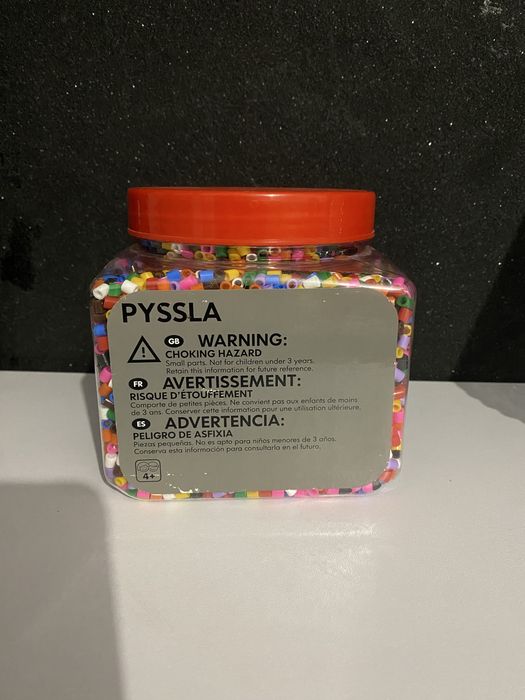 PYSSLA
GB WARNING:
CHOKING HAZARD
Small parts. Not for children under 3 years.
Retain this information for future reference.
FR AVERTISSEMENT:
RISQUE D'ÉTOUFFEMENT
Comporte de petites pièces. Ne convient pas aux enfants de moins
de 3 ans. Conserver cette information pour une utilisation ultérieure.
ES ADVERTENCIA:
PELIGRO DE ASFIXIA
Piezas pequeñas. No es apto para niños menores de 3 años.
Conserva esta información para consultarla en el futuro.
4+